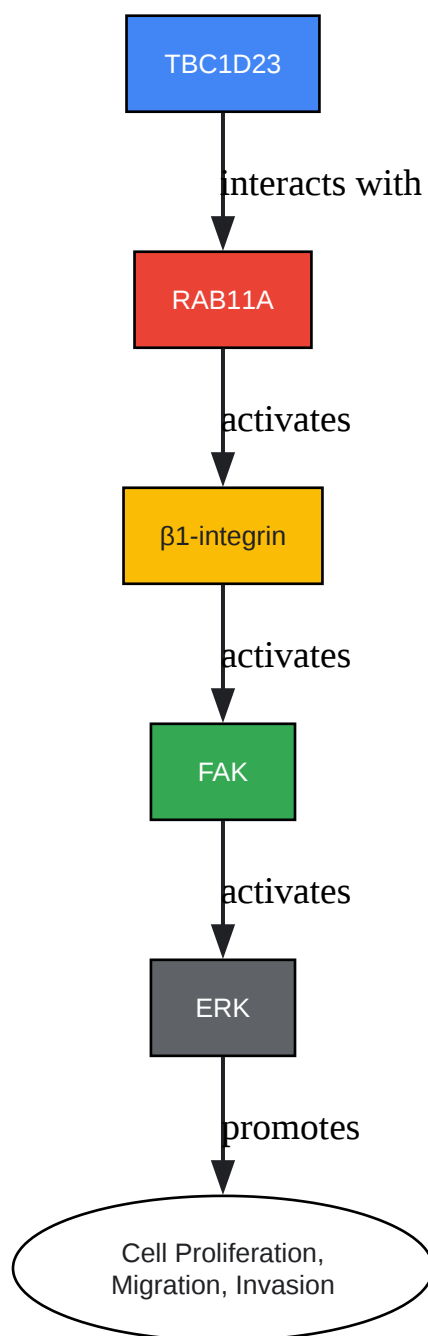 TBC1D23
interacts with
RAB11A
activates
β1-integrin
activates
FAK
activates
ERK
promotes
Cell Proliferation,
Migration, Invasion